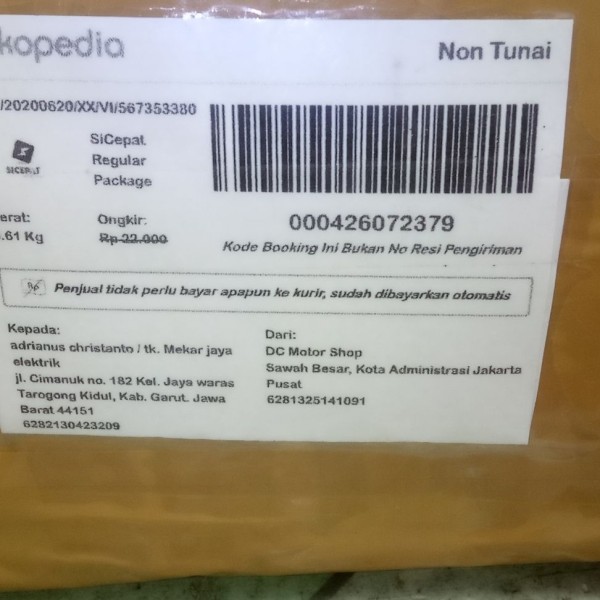 kopedia
Non Tunai
/20200620/XX/VI/567353380
SiCepat
Regular
Package
SICEPAT
erat:
.61 Kg
Ongkir:
Rp 22.000
000426072379
Kode Booking Ini Bukan No Resi Pengiriman
Rp
Penjual tidak perlu bayar apapun ke kurir, sudah dibayarkan otomatis
Kepada:
adrianus christanto / tk. Mekar jaya
elektrik
jl. Cimanuk no. 182 Kel. Jaya waras
Tarogong Kidul, Kab. Garut. Jawa
Barat 44151
6282130423209
Dari:
DC Motor Shop
Sawah Besar, Kota Administrasi Jakarta
Pusat
6281325141091